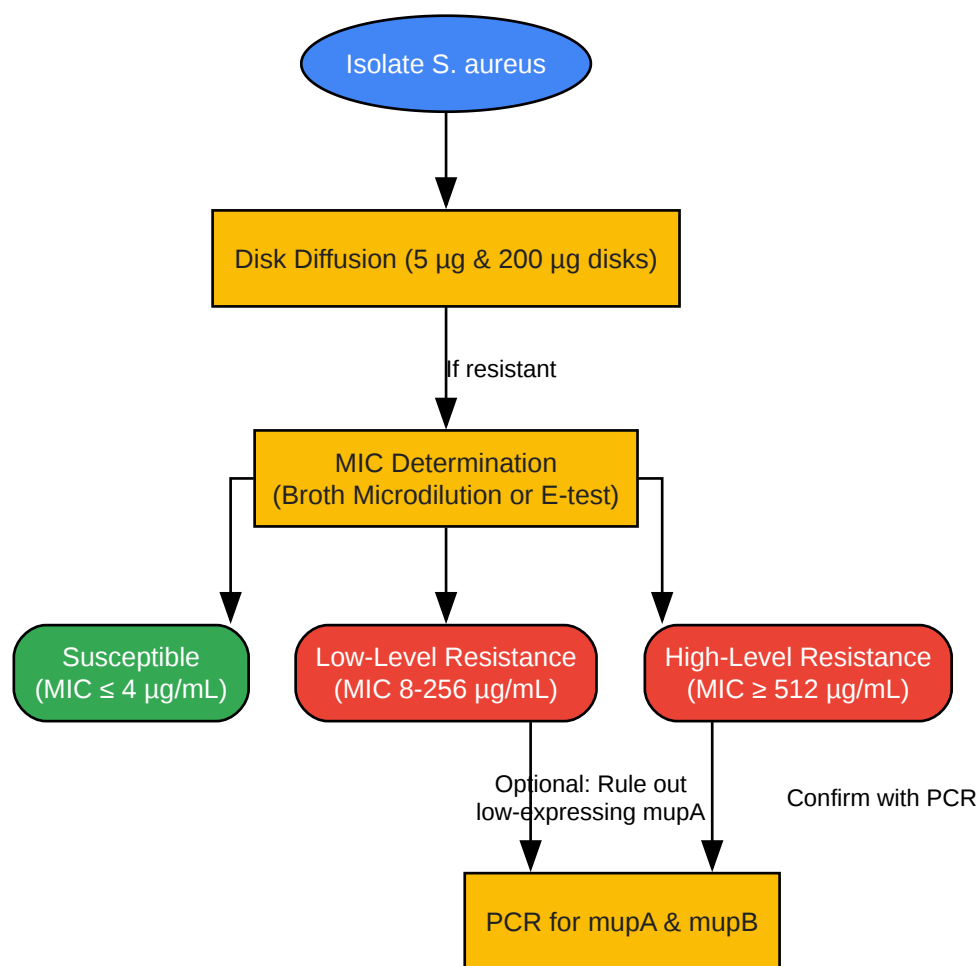 Isolate S. aureus
Disk Diffusion (5 µg & 200 µg disks)
If resistant
MIC Determination
(Broth Microdilution or E-test)
Susceptible
(MIC ≤ 4 µg/mL)
Low-Level Resistance
(MIC 8-256 µg/mL)
High-Level Resistance
(MIC ≥ 512 µg/mL)
Optional: Rule out
low-expressing mupA
Confirm with PCR
PCR for mupA & mupB